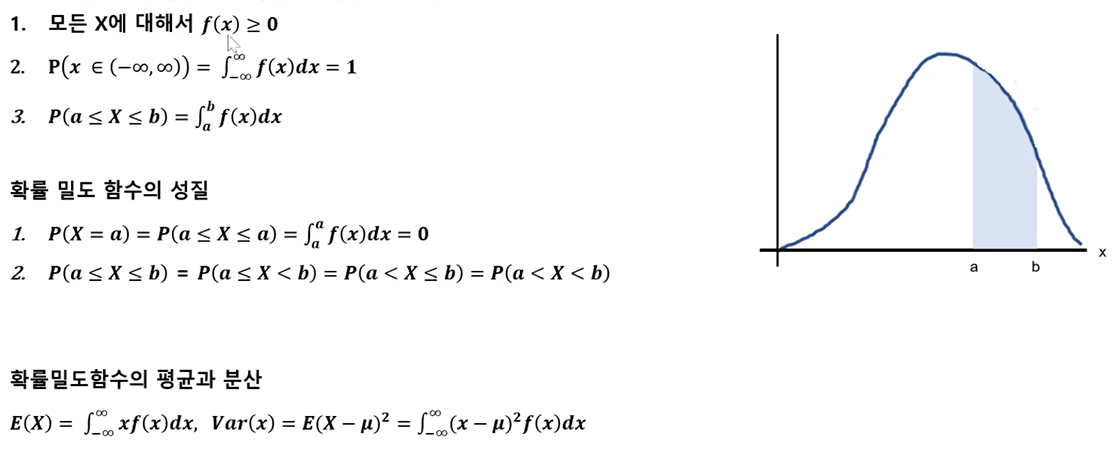 1. 모든 X에 대해서 f(x) ≥ 0
2. P(x ∈ (−∞, ∞)) = ∫_{−∞}^{∞} f(x)dx = 1
3. P(a ≤ X ≤ b) = ∫_a^b f(x)dx
확률 밀도 함수의 성질
1. P(X = a) = P(a ≤ X ≤ a) = ∫_a^a f(x)dx = 0
2. P(a ≤ X ≤ b) = P(a ≤ X < b) = P(a < X ≤ b) = P(a < X < b)
확률밀도함수의 평균과 분산
E(X) = ∫_{−∞}^{∞} xf(x)dx, Var(x) = E(X − μ)² = ∫_{−∞}^{∞} (x − μ)² f(x)dx
x
a b